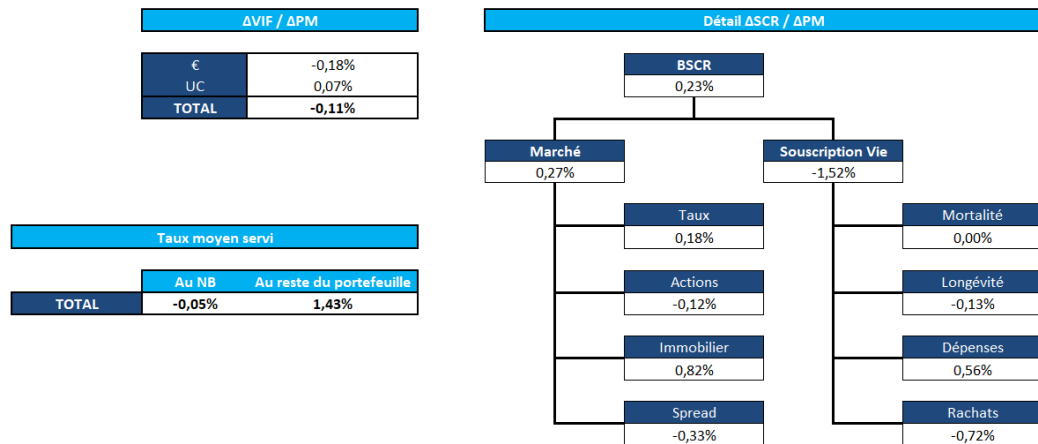 ΔVIF / ΔPM
€ -0,18%
UC 0,07%
TOTAL -0,11%
Taux moyen servi
Au NB Au reste du portefeuille
TOTAL -0,05% 1,43%
Détail ΔSCR / ΔPM
BSCR
0,23%
Marché Souscription Vie
0,27% -1,52%
Taux Mortalité
0,18% 0,00%
Actions Longévité
-0,12% -0,13%
Immobilier Dépenses
0,82% 0,56%
Spread Rachats
-0,33% -0,72%